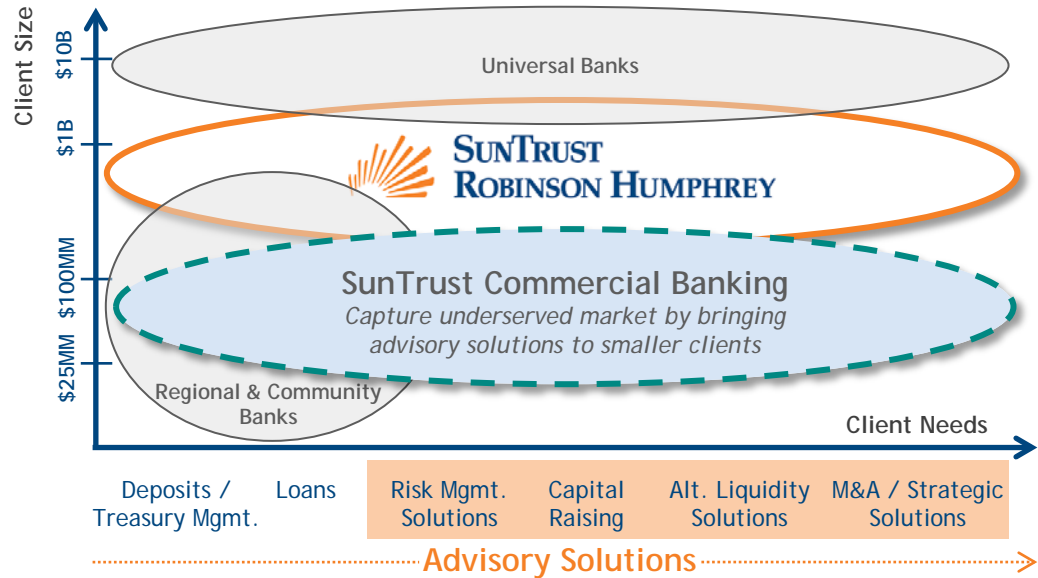 Client Size
$10B
$1B
$100MM
$25MM
Universal Banks
SUNTRUST
ROBINSON HUMPHREY
SunTrust Commercial Banking
Capture underserved market by bringing
advisory solutions to smaller clients
Regional & Community
Banks
Client Needs
Deposits /
Treasury Mgmt.
Loans
Risk Mgmt.
Solutions
Capital
Raising
Alt. Liquidity
Solutions
M&A / Strategic
Solutions
Advisory Solutions